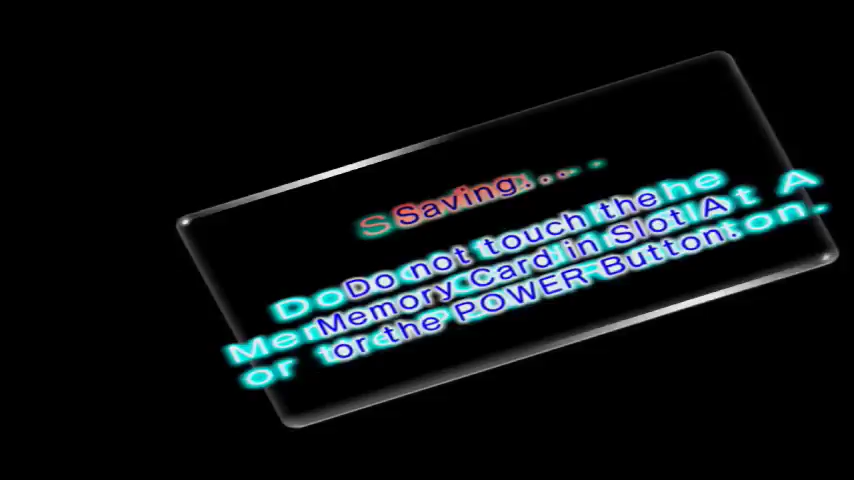 Saving...
Do not touch the
Memory Card in Slot A
or the POWER Button.